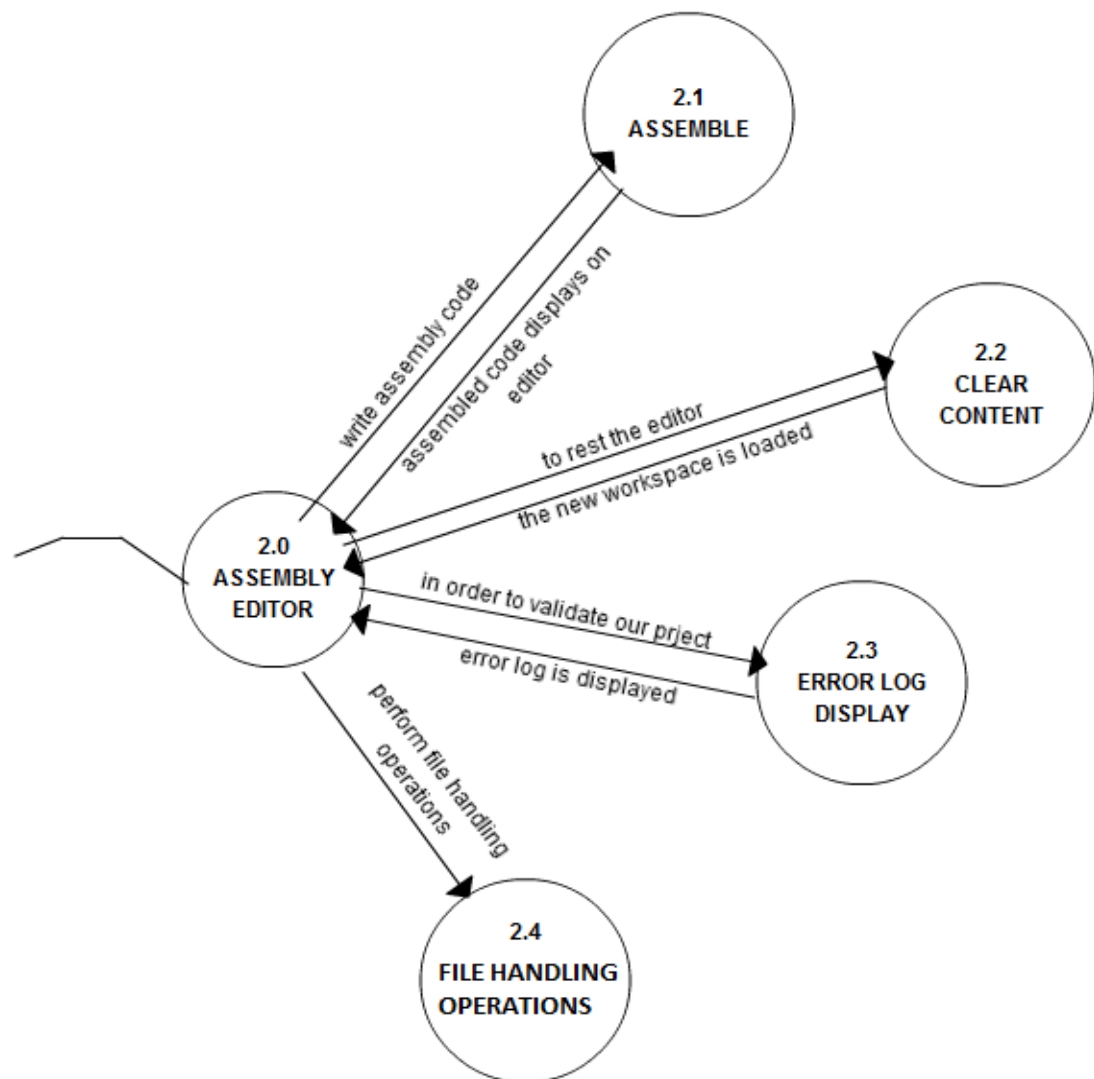 2.1
ASSEMBLE
write assembly code
assembled code displays on
editor
2.2
CLEAR
CONTENT
to rest the editor
the new workspace is loaded
2.0
ASSEMBLY
EDITOR
in order to validate our prject
error log is displayed
2.3
ERROR LOG
DISPLAY
perform file handling
operations
2.4
FILE HANDLING
OPERATIONS